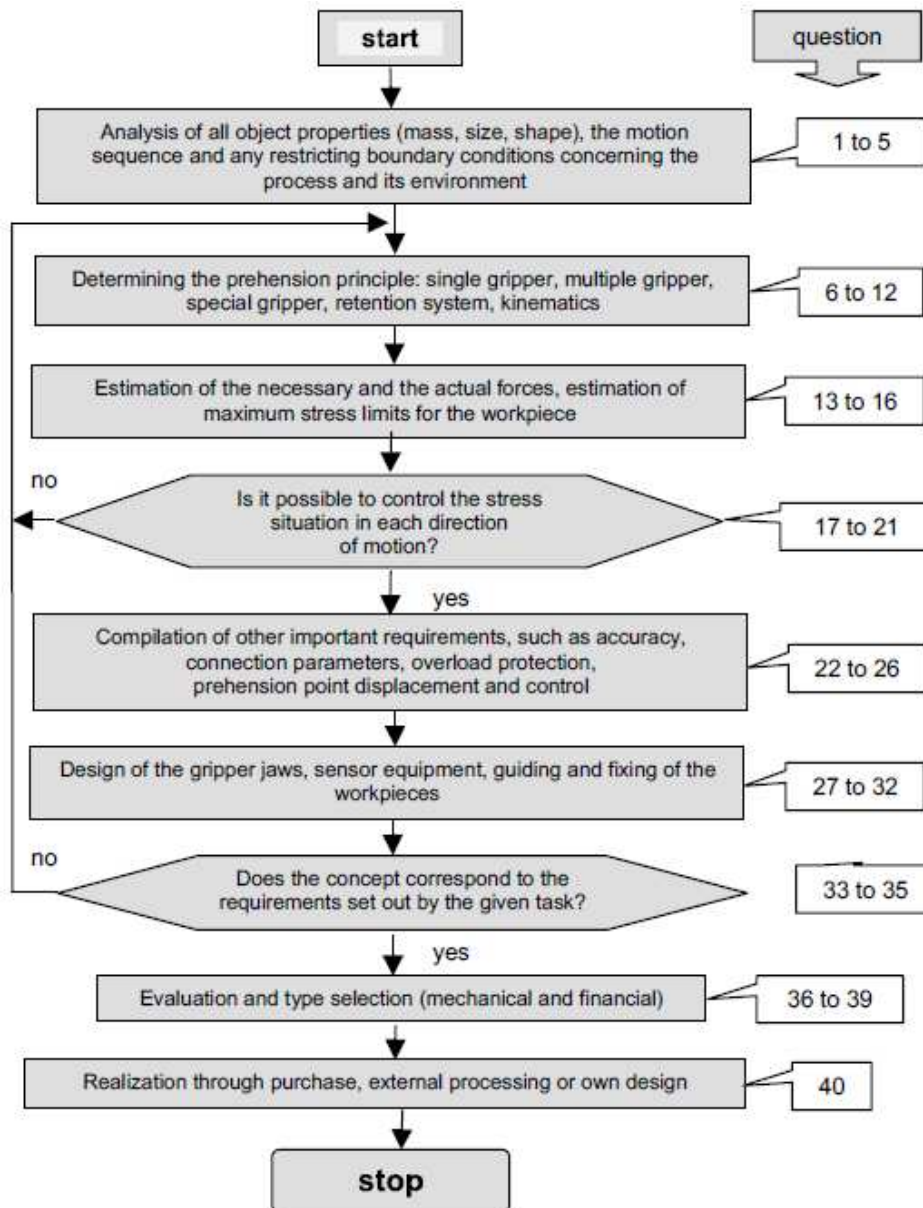 start
question
Analysis of all object properties (mass, size, shape), the motion
sequence and any restricting boundary conditions concerning the
process and its environment
1 to 5
Determining the prehension principle: single gripper, multiple gripper,
special gripper, retention system, kinematics
6 to 12
Estimation of the necessary and the actual forces, estimation of
maximum stress limits for the workpiece
13 to 16
no
Is it possible to control the stress
situation in each direction
of motion?
17 to 21
yes
Compilation of other important requirements, such as accuracy,
connection parameters, overload protection,
prehension point displacement and control
22 to 26
Design of the gripper jaws, sensor equipment, guiding and fixing of the
workpieces
27 to 32
no
Does the concept correspond to the
requirements set out by the given task?
33 to 35
yes
Evaluation and type selection (mechanical and financial)
36 to 39
Realization through purchase, external processing or own design
40
stop